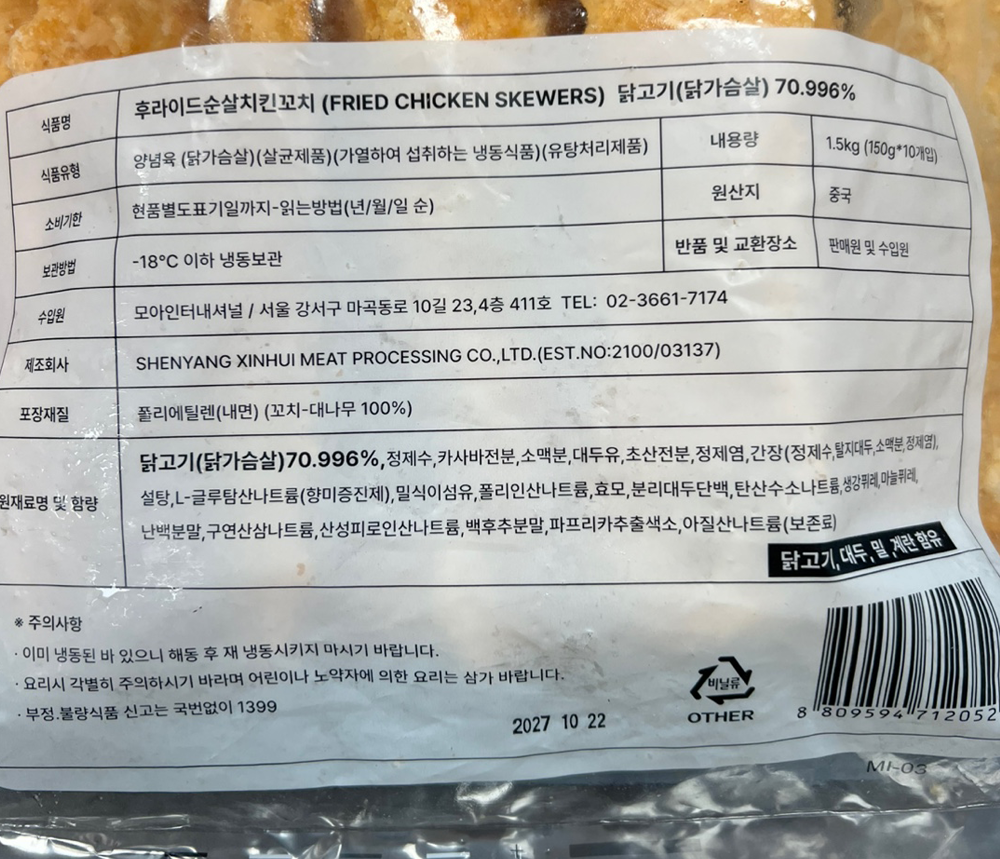 식품명 후라이드순살치킨꼬치 (FRIED CHICKEN SKEWERS) 닭고기(닭가슴살) 70.996%
식품유형 양념육 (닭가슴살)(살균제품)(가열하여 섭취하는 냉동식품)(유탕처리제품) 내용량 1.5kg (150g*10개입)
소비기한 현품별도표기일까지-읽는방법(년/월/일 순) 원산지 중국
보관방법 -18°C 이하 냉동보관 반품 및 교환장소 판매원 및 수입원
수입원 모아인터내셔널 / 서울 강서구 마곡동로 10길 23,4층 411호 TEL: 02-3661-7174
제조회사 SHENYANG XINHUI MEAT PROCESSING CO.,LTD.(EST.NO:2100/03137)
포장재질 폴리에틸렌(내면) (꼬치-대나무 100%)
원재료명 및 함량 닭고기(닭가슴살)70.996%,정제수,카사바전분,소맥분,대두유,초산전분,정제염,간장(정제수,탈지대두,소맥분,정제염),
설탕,L-글루탐산나트륨(향미증진제),밀식이섬유,폴리인산나트륨,효모,분리대두단백,탄산수소나트륨,생강퓌레,마늘퓌레,
난백분말,구연산삼나트륨,산성피로인산나트륨,백후추분말,파프리카추출색소,아질산나트륨(보존료)
닭고기, 대두, 밀, 계란 함유
※ 주의사항
· 이미 냉동된 바 있으니 해동 후 재 냉동시키지 마시기 바랍니다.
· 요리시 각별히 주의하시기 바라며 어린이나 노약자에 의한 요리는 삼가 바랍니다.
· 부정.불량식품 신고는 국번없이 1399
2027 10 22
비닐류
OTHER
8 809594 712052
MI-03